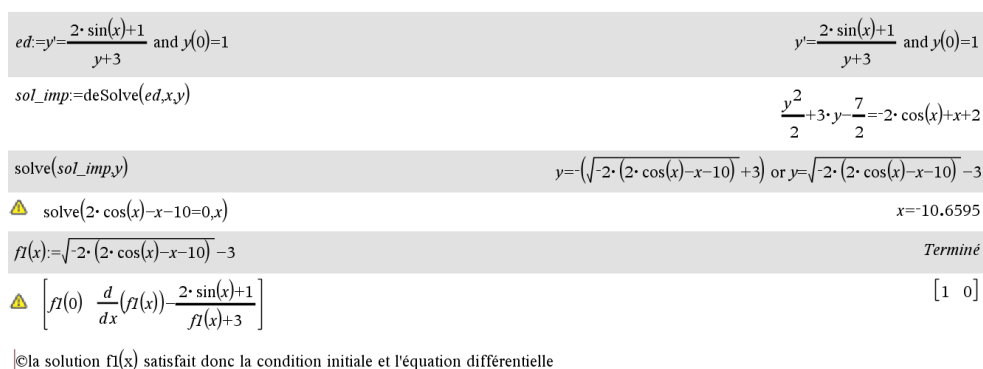 ed:=y'=(2·sin(x)+1)/(y+3) and y(0)=1
y'=(2·sin(x)+1)/(y+3) and y(0)=1
sol_imp:=deSolve(ed,x,y)
y²/2+3·y-7/2=-2·cos(x)+x+2
solve(sol_imp,y)
y=-(√(-2·(2·cos(x)-x-10))+3) or y=√(-2·(2·cos(x)-x-10))-3
solve(2·cos(x)-x-10=0,x)
x=-10.6595
f1(x):=√(-2·(2·cos(x)-x-10))-3
Terminé
[f1(0) d/dx(f1(x))-(2·sin(x)+1)/(f1(x)+3)]
[1 0]
©la solution f1(x) satisfait donc la condition initiale et l'équation différentielle